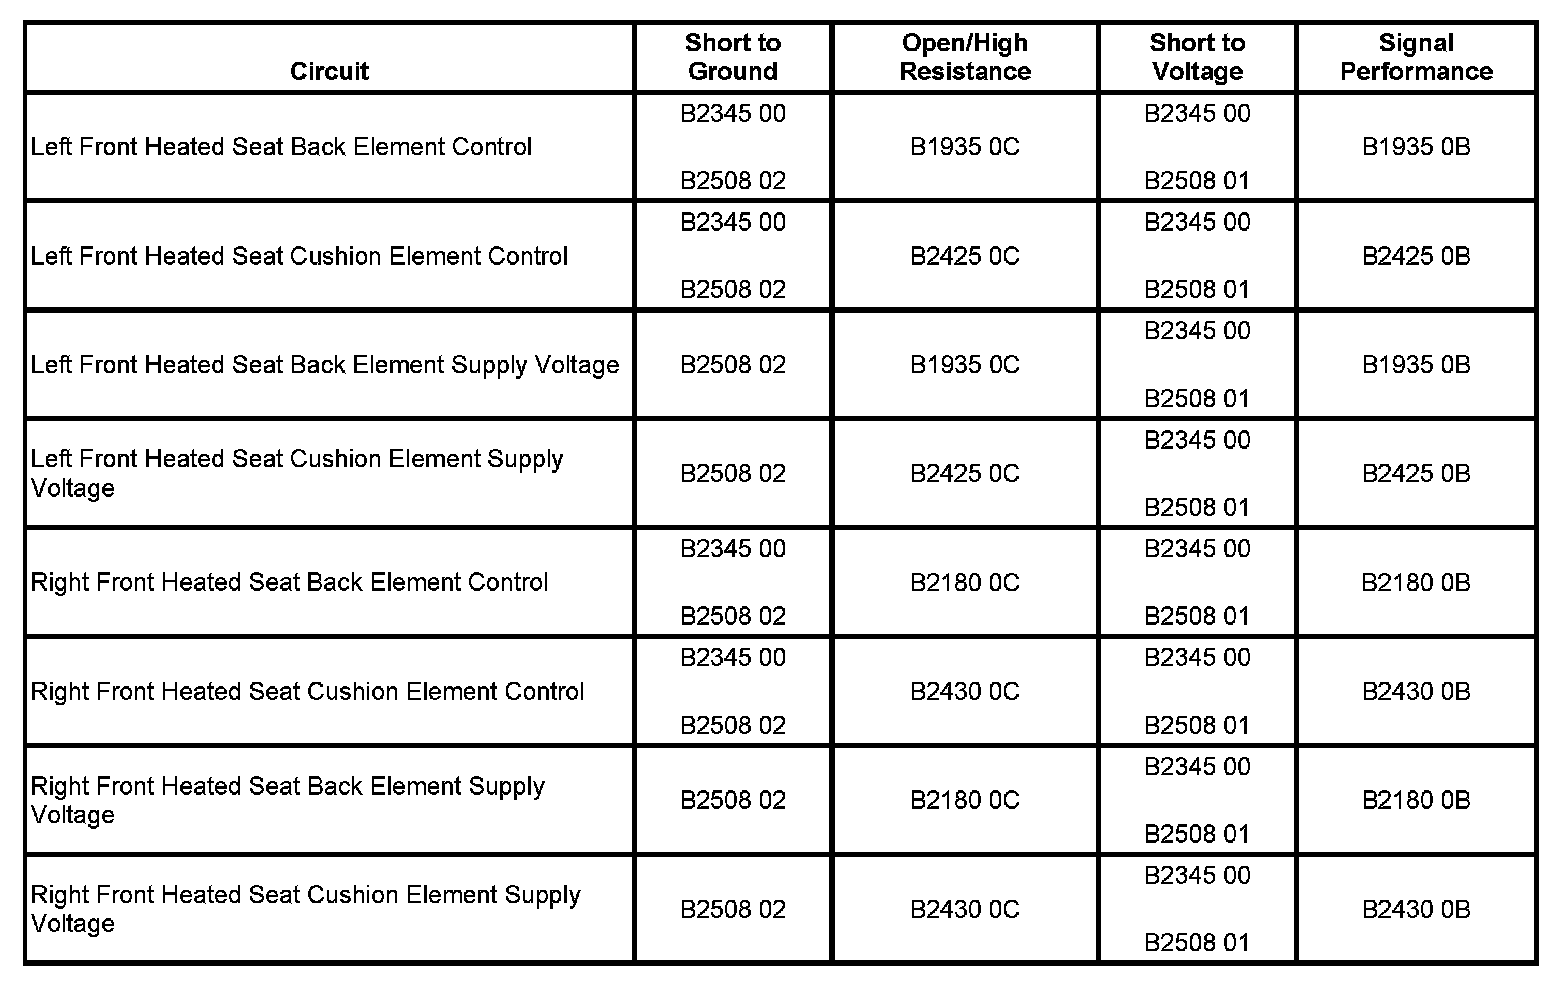 Circuit
Short to
Ground
Open/High
Resistance
Short to
Voltage
Signal
Performance
Left Front Heated Seat Back Element Control
B2345 00
B2508 02
B1935 0C
B2345 00
B2508 01
B1935 0B
Left Front Heated Seat Cushion Element Control
B2345 00
B2508 02
B2425 0C
B2345 00
B2508 01
B2425 0B
Left Front Heated Seat Back Element Supply Voltage
B2508 02
B1935 0C
B2345 00
B2508 01
B1935 0B
Left Front Heated Seat Cushion Element Supply
Voltage
B2508 02
B2425 0C
B2345 00
B2508 01
B2425 0B
Right Front Heated Seat Back Element Control
B2345 00
B2508 02
B2180 0C
B2345 00
B2508 01
B2180 0B
Right Front Heated Seat Cushion Element Control
B2345 00
B2508 02
B2430 0C
B2345 00
B2508 01
B2430 0B
Right Front Heated Seat Back Element Supply
Voltage
B2508 02
B2180 0C
B2345 00
B2508 01
B2180 0B
Right Front Heated Seat Cushion Element Supply
Voltage
B2508 02
B2430 0C
B2345 00
B2508 01
B2430 0B